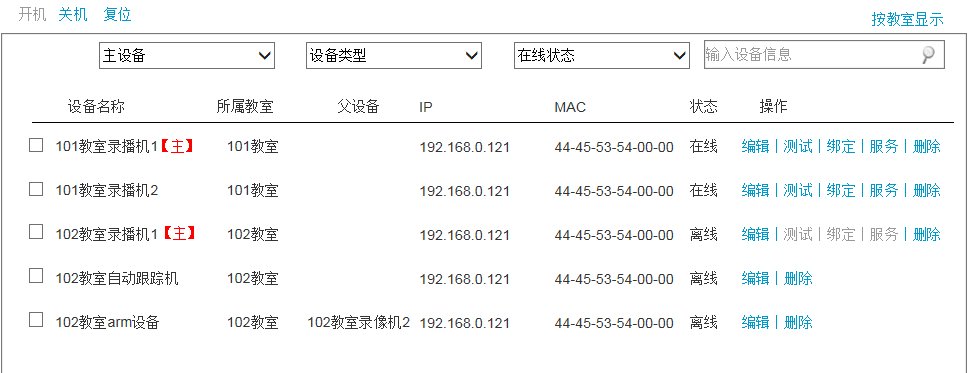 开机 关机 复位 按教室显示
主设备 设备类型 在线状态 输入设备信息
设备名称 所属教室 父设备 IP MAC 状态 操作
101教室录播机1【主】 101教室 192.168.0.121 44-45-53-54-00-00 在线 编辑|测试|绑定|服务|删除
101教室录播机2 101教室 192.168.0.121 44-45-53-54-00-00 在线 编辑|测试|绑定|服务|删除
102教室录播机1【主】 102教室 192.168.0.121 44-45-53-54-00-00 离线 编辑|测试|绑定|服务|删除
102教室自动跟踪机 102教室 192.168.0.121 44-45-53-54-00-00 离线 编辑|删除
102教室arm设备 102教室 102教室录像机2 192.168.0.121 44-45-53-54-00-00 离线 编辑|删除